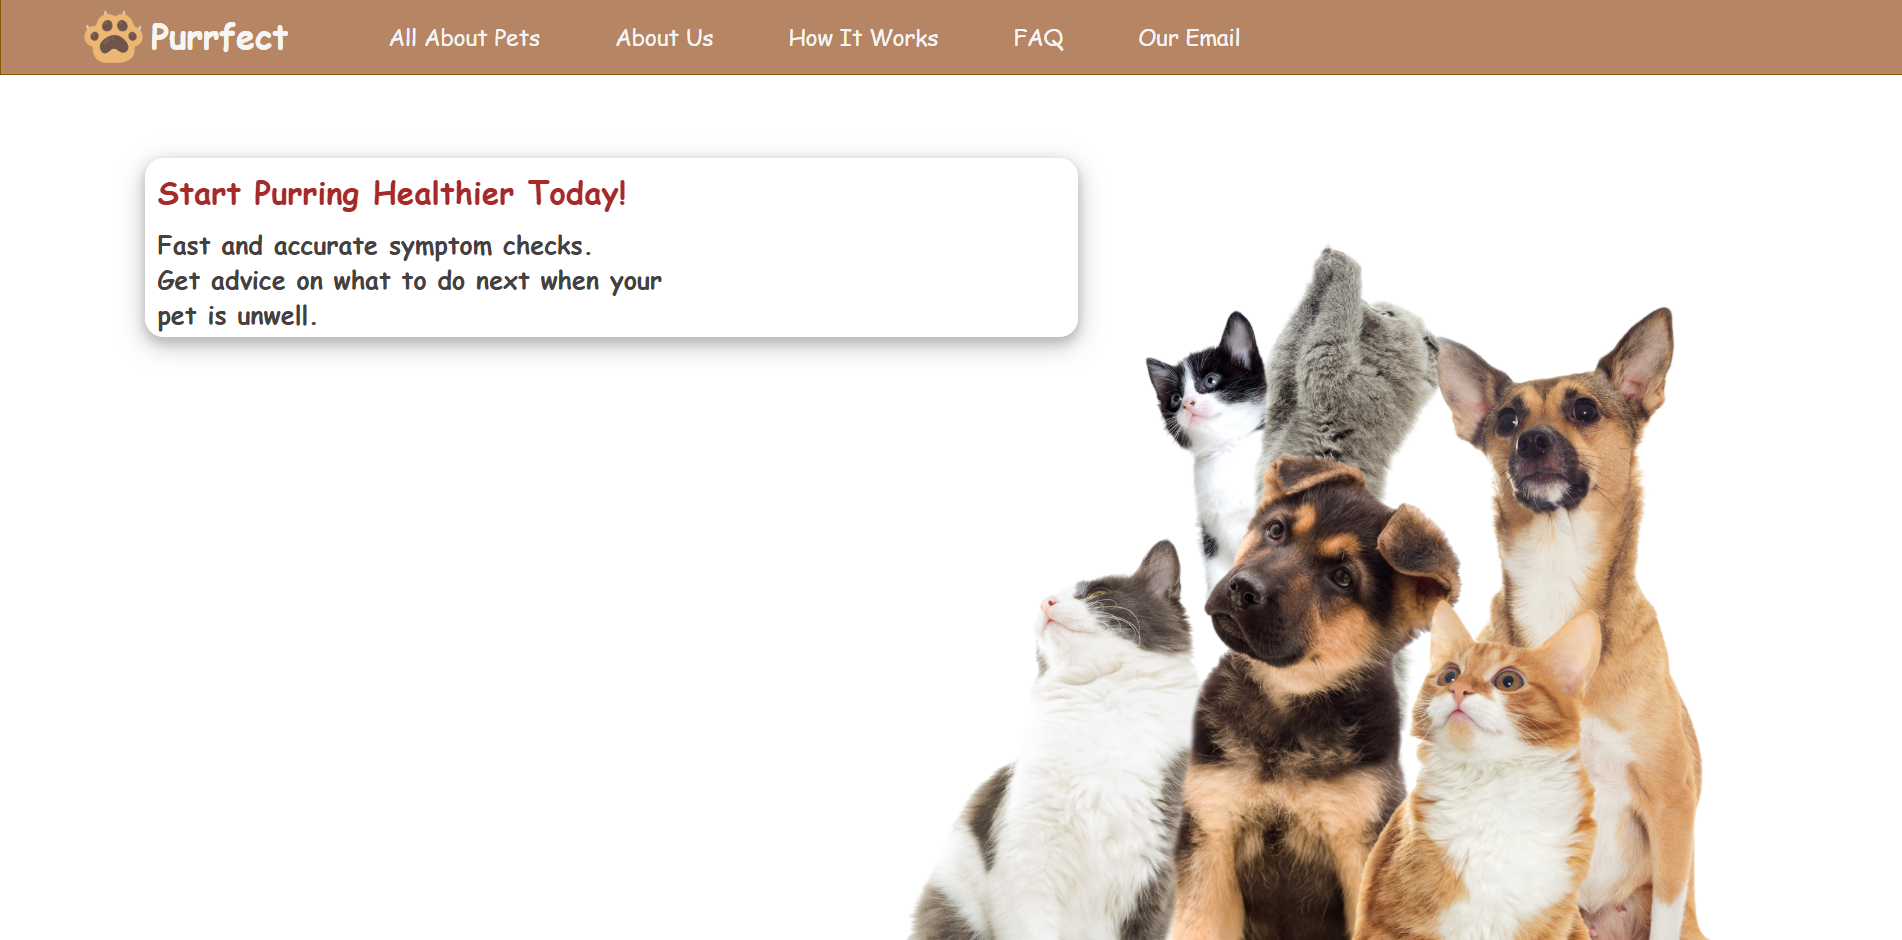 Purrfect
All About Pets
About Us
How It Works
FAQ
Our Email
Start Purring Healthier Today!
Fast and accurate symptom checks.
Get advice on what to do next when your
pet is unwell.